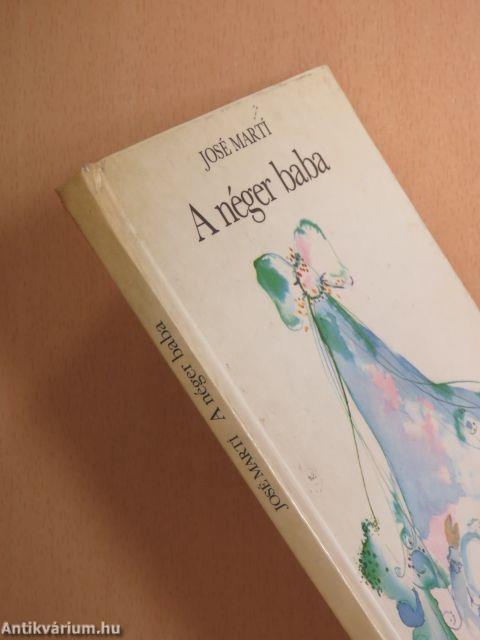 JOSÉ MARTÍ
A néger baba
JOSÉ MARTÍ A néger baba
Antikvárium.hu